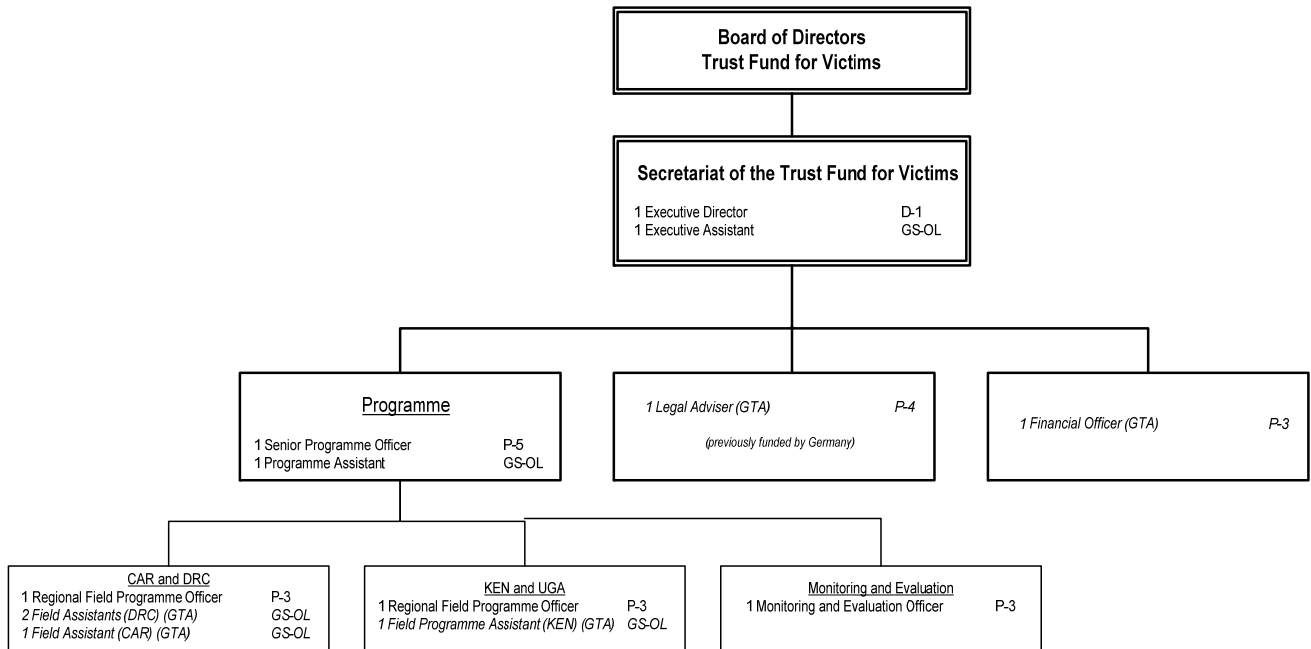 Board of Directors
Trust Fund for Victims
Secretariat of the Trust Fund for Victims
1 Executive Director D-1
1 Executive Assistant GS-OL
Programme
1 Senior Programme Officer P-5
1 Programme Assistant GS-OL
1 Legal Adviser (GTA) P-4
(previously funded by Germany)
1 Financial Officer (GTA) P-3
CAR and DRC
1 Regional Field Programme Officer P-3
2 Field Assistants (DRC) (GTA) GS-OL
1 Field Assistant (CAR) (GTA) GS-OL
KEN and UGA
1 Regional Field Programme Officer P-3
1 Field Programme Assistant (KEN) (GTA) GS-OL
Monitoring and Evaluation
1 Monitoring and Evaluation Officer P-3